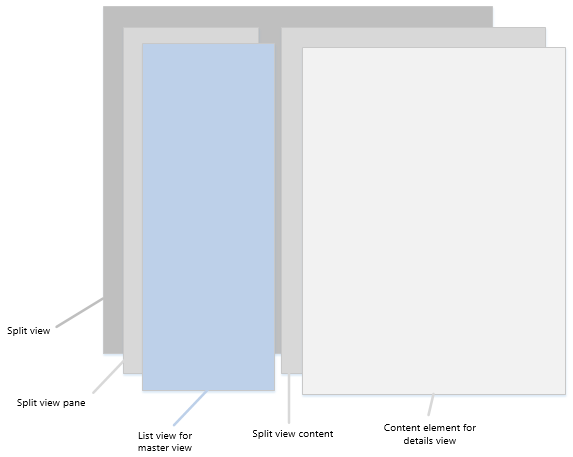 Split view
Split view pane
List view for
master view
Split view content
Content element for
details view